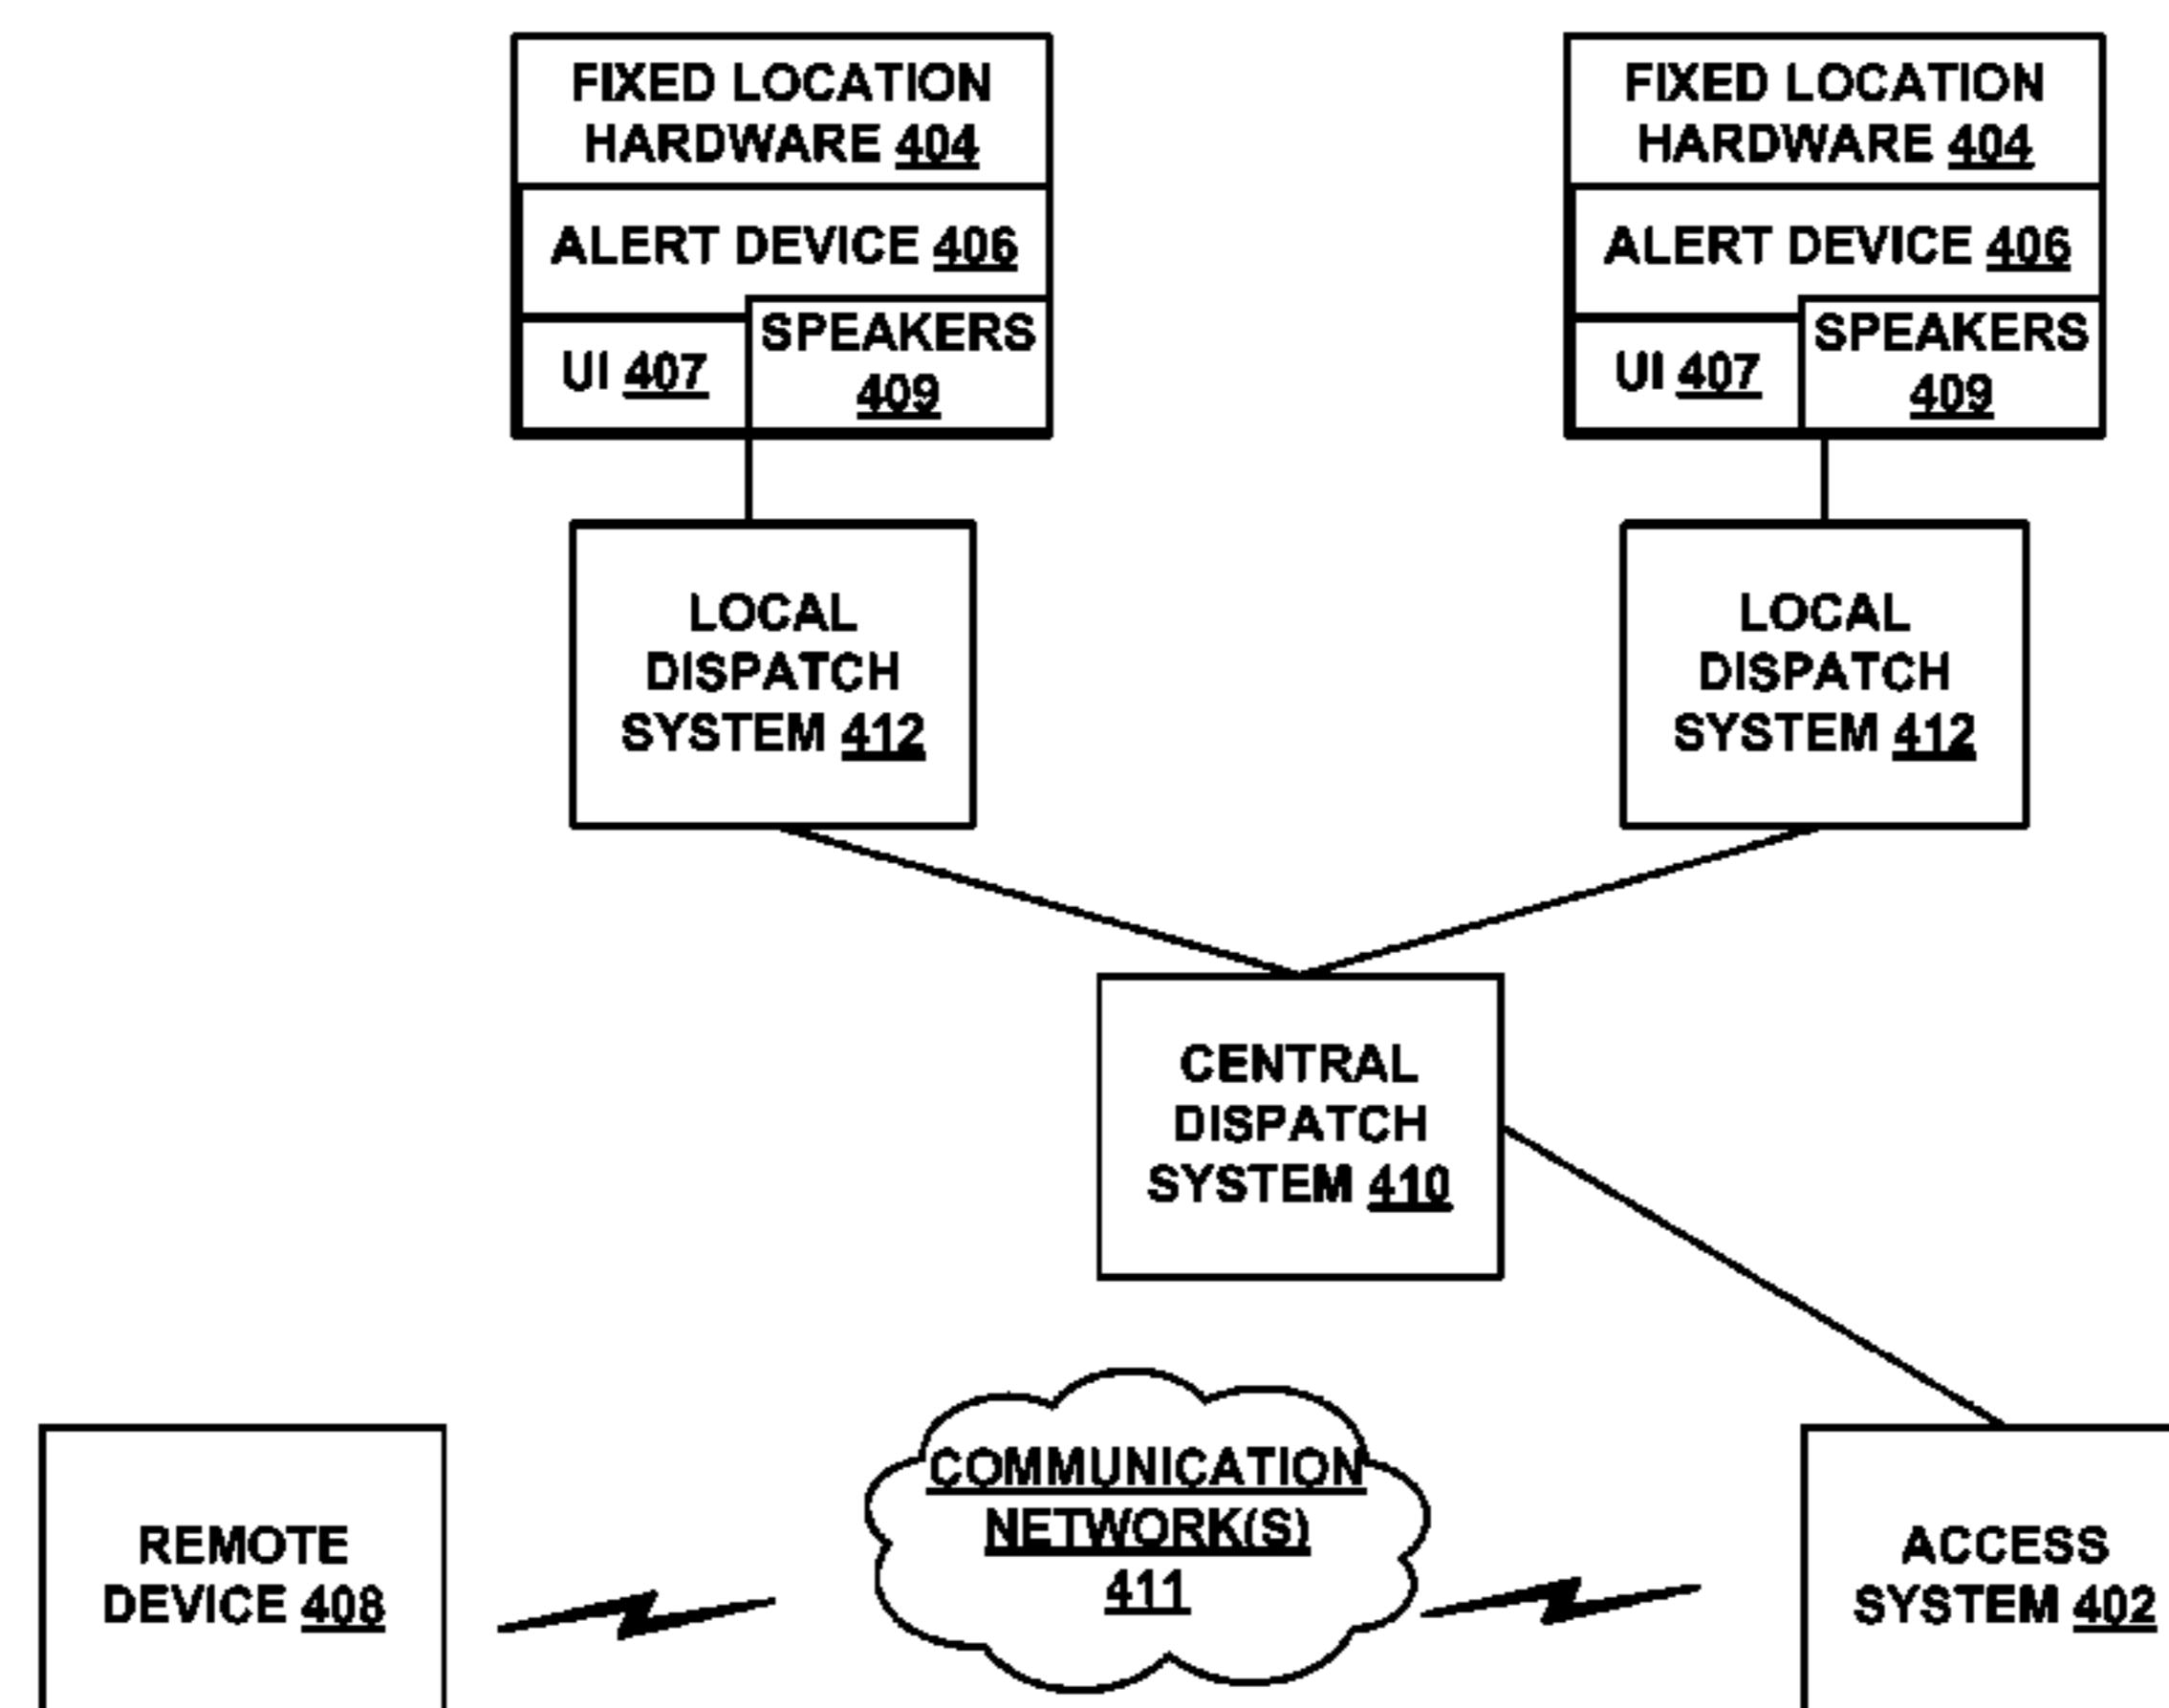 FIXED LOCATION
HARDWARE 404
ALERT DEVICE 406
UI 407
SPEAKERS
409
FIXED LOCATION
HARDWARE 404
ALERT DEVICE 406
UI 407
SPEAKERS
409
LOCAL
DISPATCH
SYSTEM 412
LOCAL
DISPATCH
SYSTEM 412
CENTRAL
DISPATCH
SYSTEM 410
REMOTE
DEVICE 408
COMMUNICATION
NETWORK(S)
411
ACCESS
SYSTEM 402